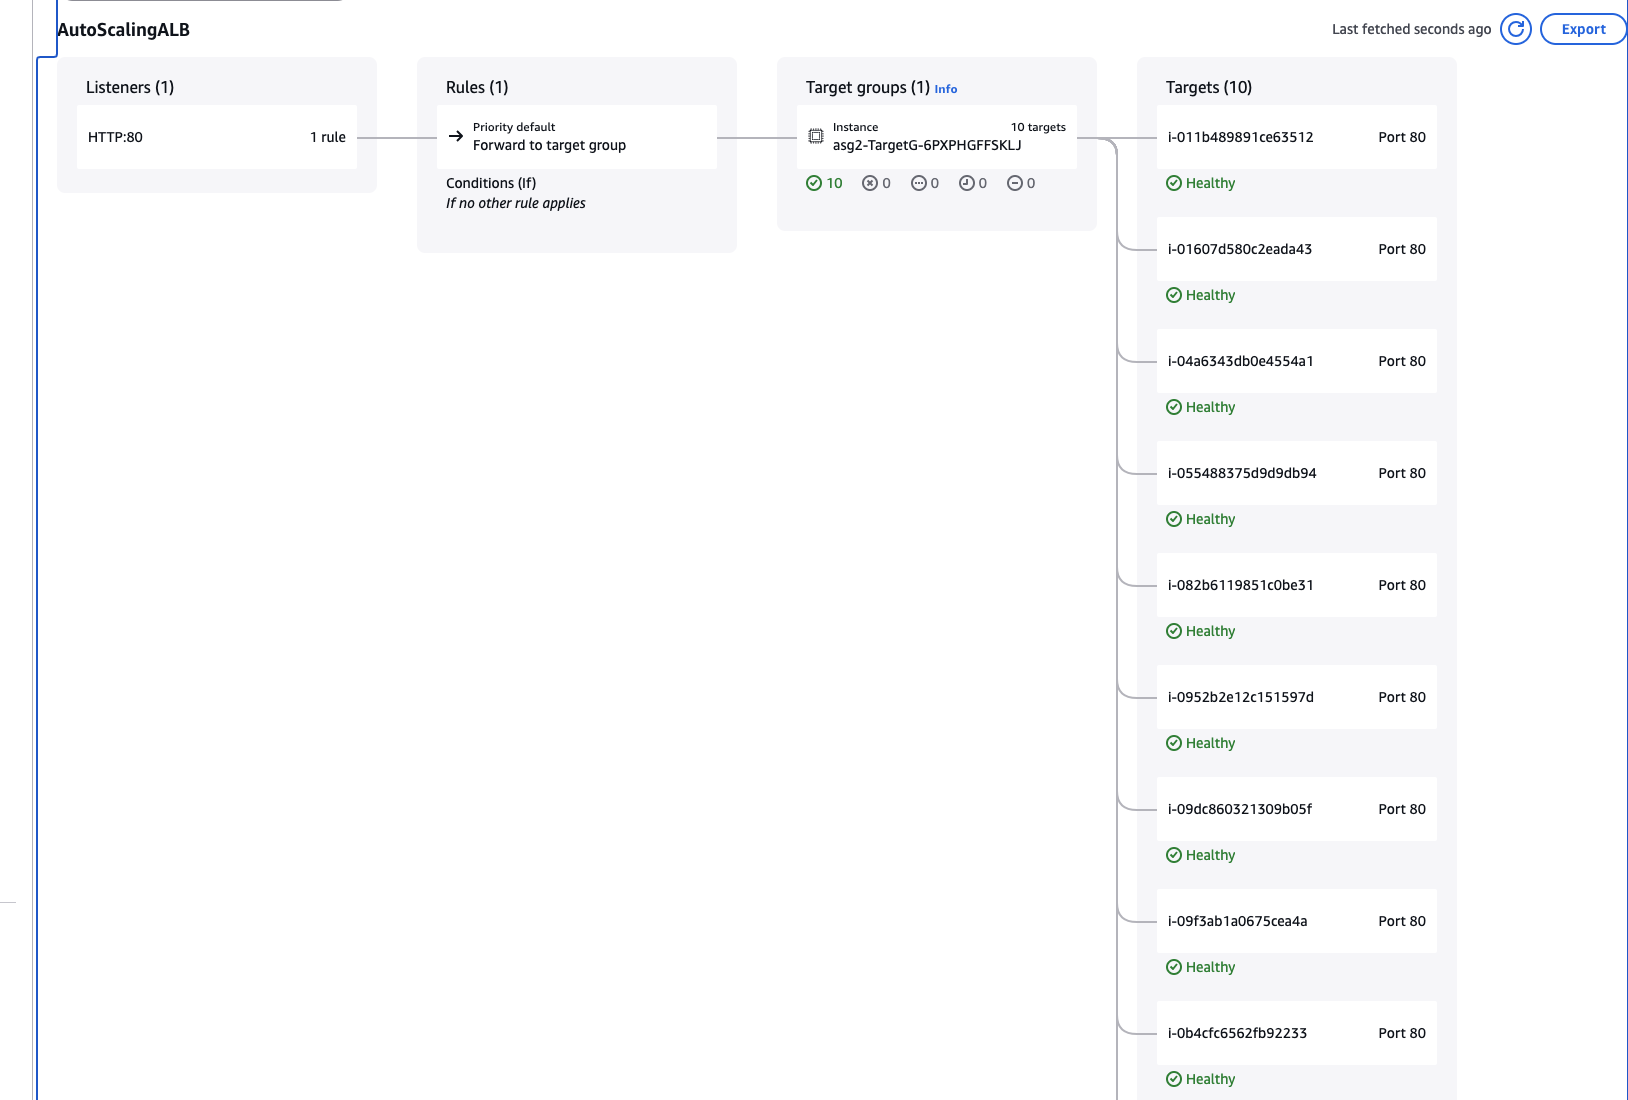 AutoScalingALB
Last fetched seconds ago
Export
Listeners (1)
HTTP:80
1 rule
Rules (1)
Priority default
Forward to target group
Conditions (If)
If no other rule applies
Target groups (1) Info
Instance
10 targets
asg2-TargetG-6PXPHGFFSKLJ
10 0 0 0 0
Targets (10)
i-011b489891ce63512 Port 80
Healthy
i-01607d580c2eada43 Port 80
Healthy
i-04a6343db0e4554a1 Port 80
Healthy
i-055488375d9d9db94 Port 80
Healthy
i-082b6119851c0be31 Port 80
Healthy
i-0952b2e12c151597d Port 80
Healthy
i-09dc860321309b05f Port 80
Healthy
i-09f3ab1a0675cea4a Port 80
Healthy
i-0b4cfc6562fb92233 Port 80
Healthy